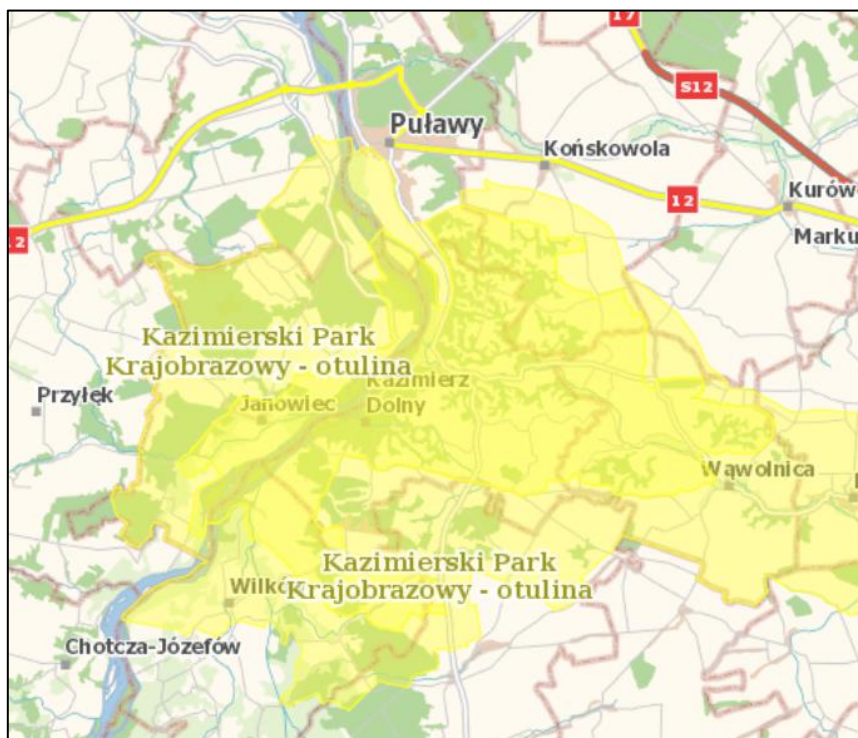 17
S12
Puławy
Końskowola
12
Kurów
Marku
12
Kazimierski Park
Krajobrazowy - otulina
Kazimierz
Dolny
Przyłęk
Janowiec
Wąwolnica
Kazimierski Park
Krajobrazowy - otulina
Wilkó
Chotcza-Józefów